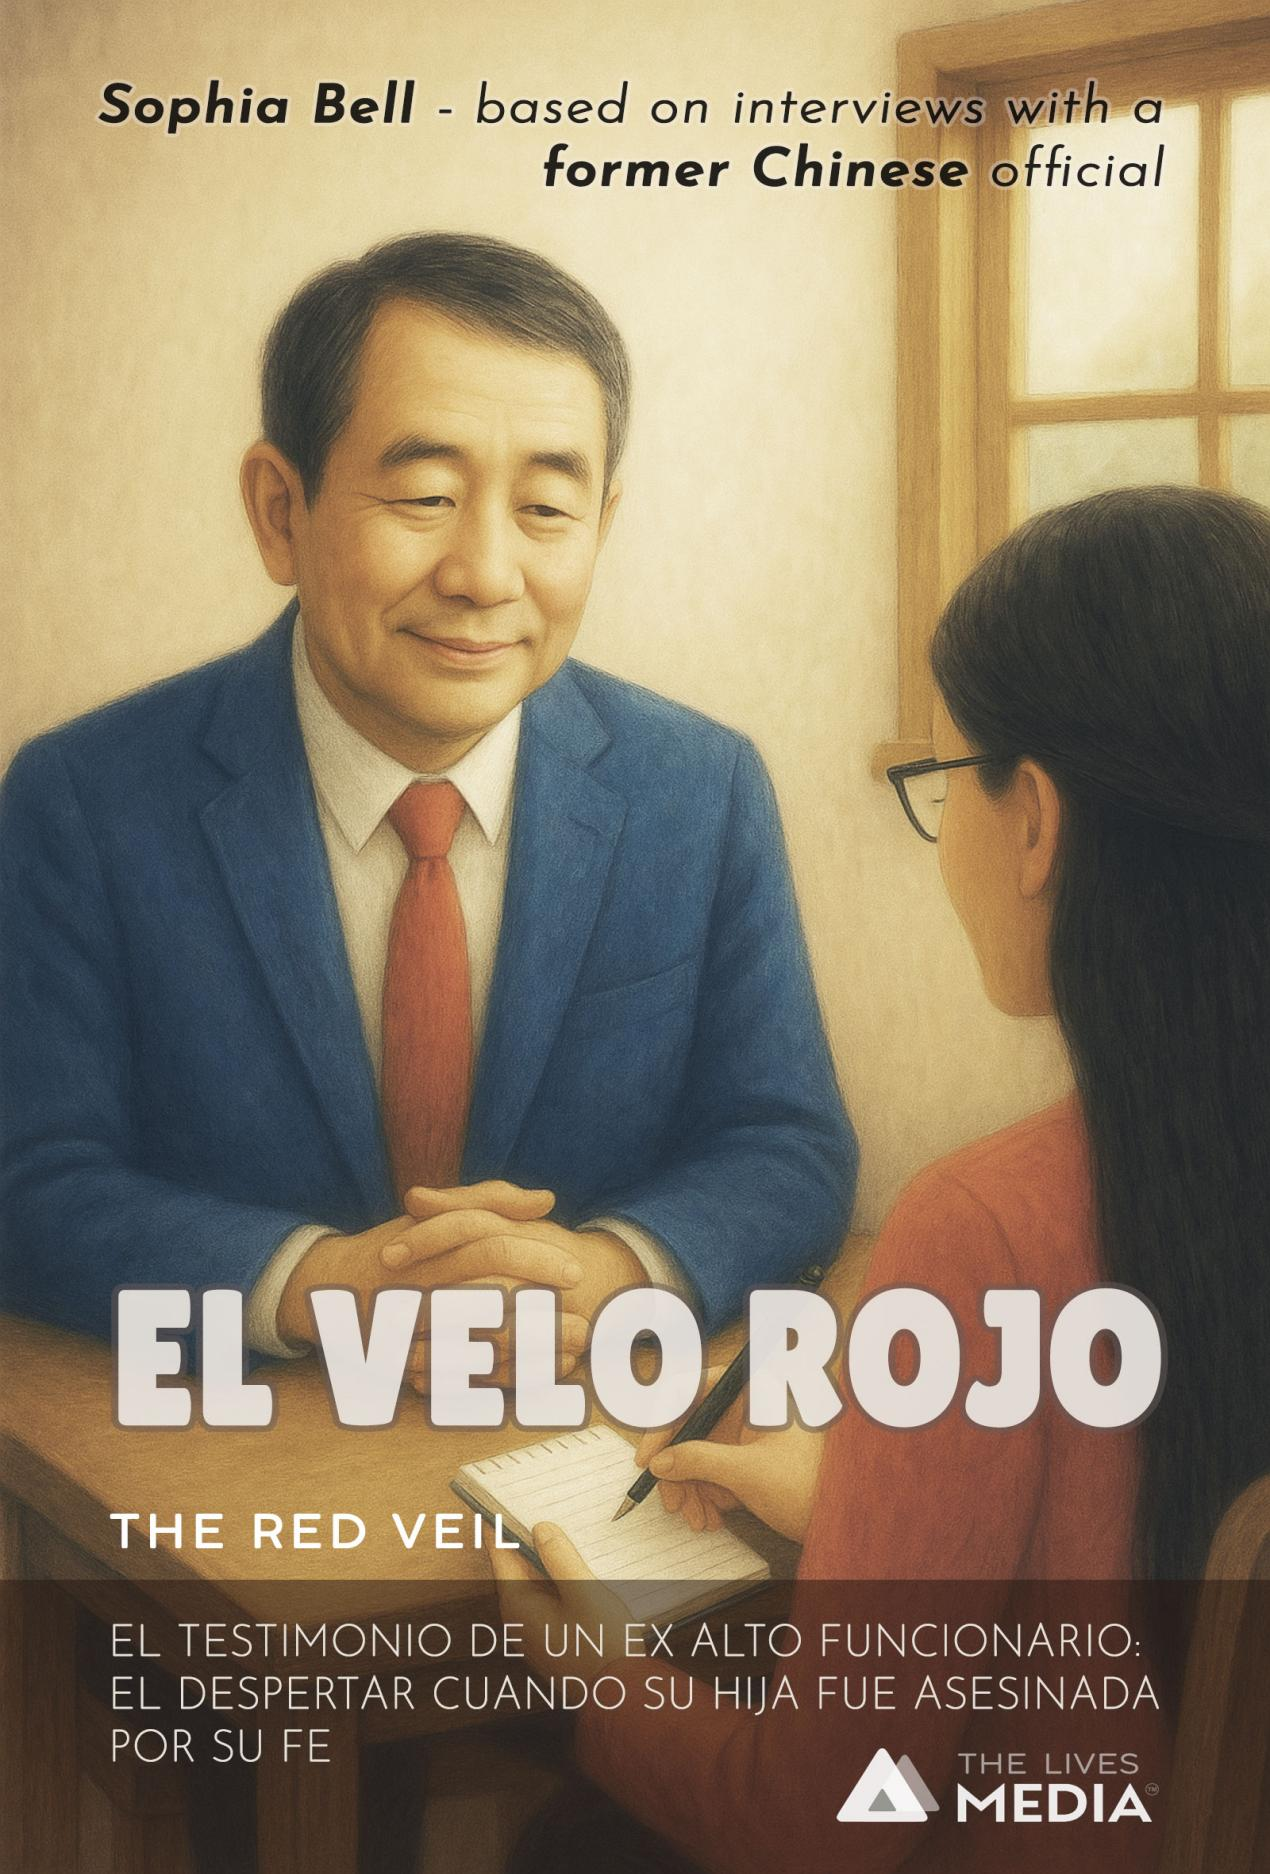 Sophia Bell - based on interviews with a
former Chinese official
EL VELO ROJO
THE RED VEIL
EL TESTIMONIO DE UN EX ALTO FUNCIONARIO:
EL DESPERTAR CUANDO SU HIJA FUE ASESINADA
POR SU FE
THE LIVES
MEDIA™